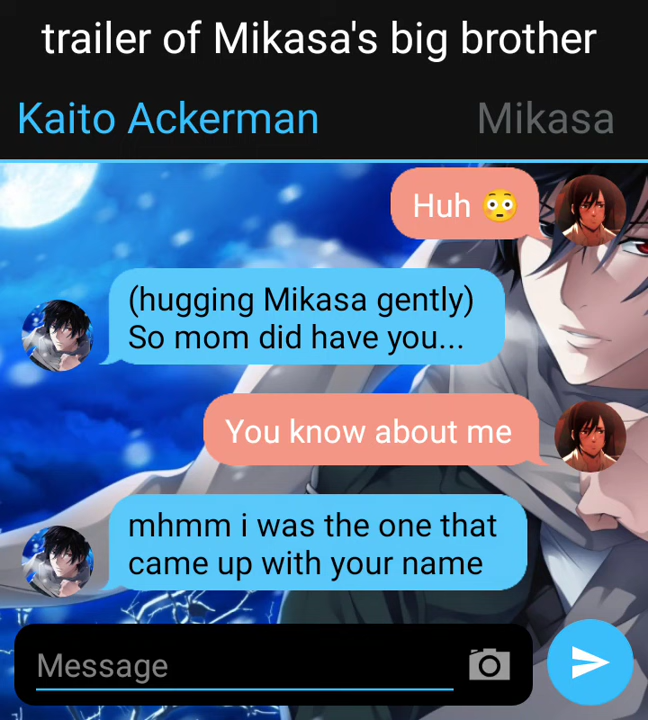 trailer of Mikasa's big brother
Kaito Ackerman
Mikasa
Huh 😳
(hugging Mikasa gently)
So mom did have you...
You know about me
mhmm i was the one that
came up with your name
Message